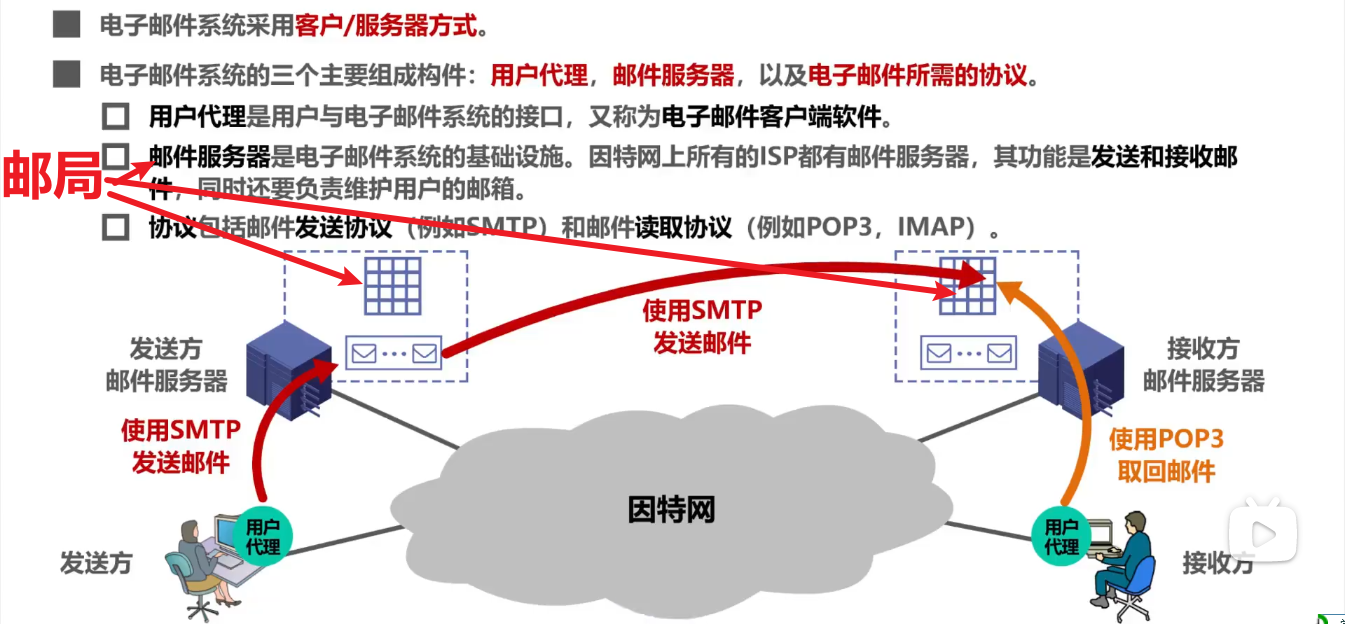 电子邮件系统采用客户/服务器方式。
电子邮件系统的三个主要组成构件：用户代理，邮件服务器，以及电子邮件所需的协议。
用户代理是用户与电子邮件系统的接口，又称为电子邮件客户端软件。
邮局
邮件服务器是电子邮件系统的基础设施。因特网上所有的ISP都有邮件服务器，其功能是发送和接收邮
件，同时还要负责维护用户的邮箱。
协议包括邮件发送协议（例如SMTP）和邮件读取协议（例如POP3，IMAP）。
使用SMTP
发送邮件
发送方
邮件服务器
接收方
邮件服务器
使用SMTP
发送邮件
使用POP3
取回邮件
因特网
用户
代理
用户
代理
发送方
接收方